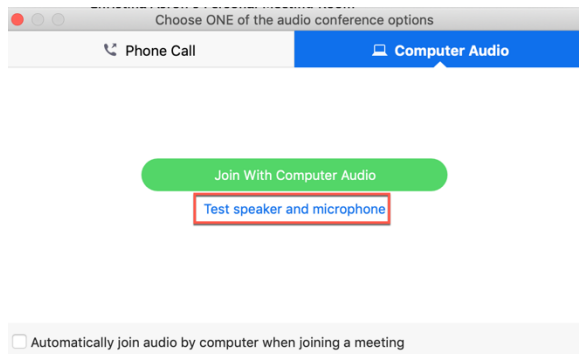 Choose ONE of the audio conference options
Phone Call
Computer Audio
Join With Computer Audio
Test speaker and microphone
Automatically join audio by computer when joining a meeting